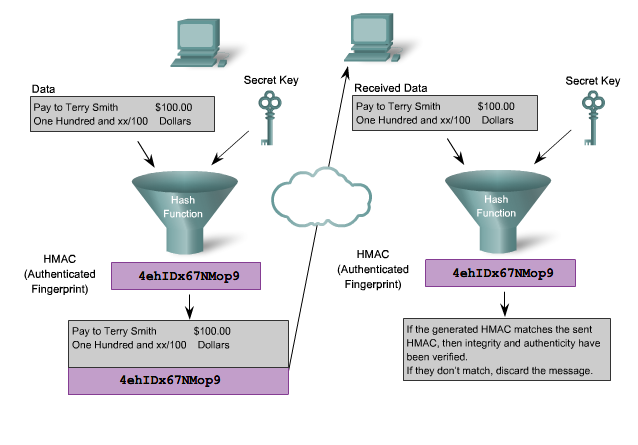 Data
Secret Key
Pay to Terry Smith $100.00
One Hundred and xx/100 Dollars
Hash
Function
HMAC
(Authenticated
Fingerprint)
4ehIDx67NMop9
Pay to Terry Smith $100.00
One Hundred and xx/100 Dollars
4ehIDx67NMop9
Received Data
Secret Key
Pay to Terry Smith $100.00
One Hundred and xx/100 Dollars
Hash
Function
HMAC
(Authenticated
Fingerprint)
4ehIDx67NMop9
If the generated HMAC matches the sent
HMAC, then integrity and authenticity have
been verified.
If they don't match, discard the message.